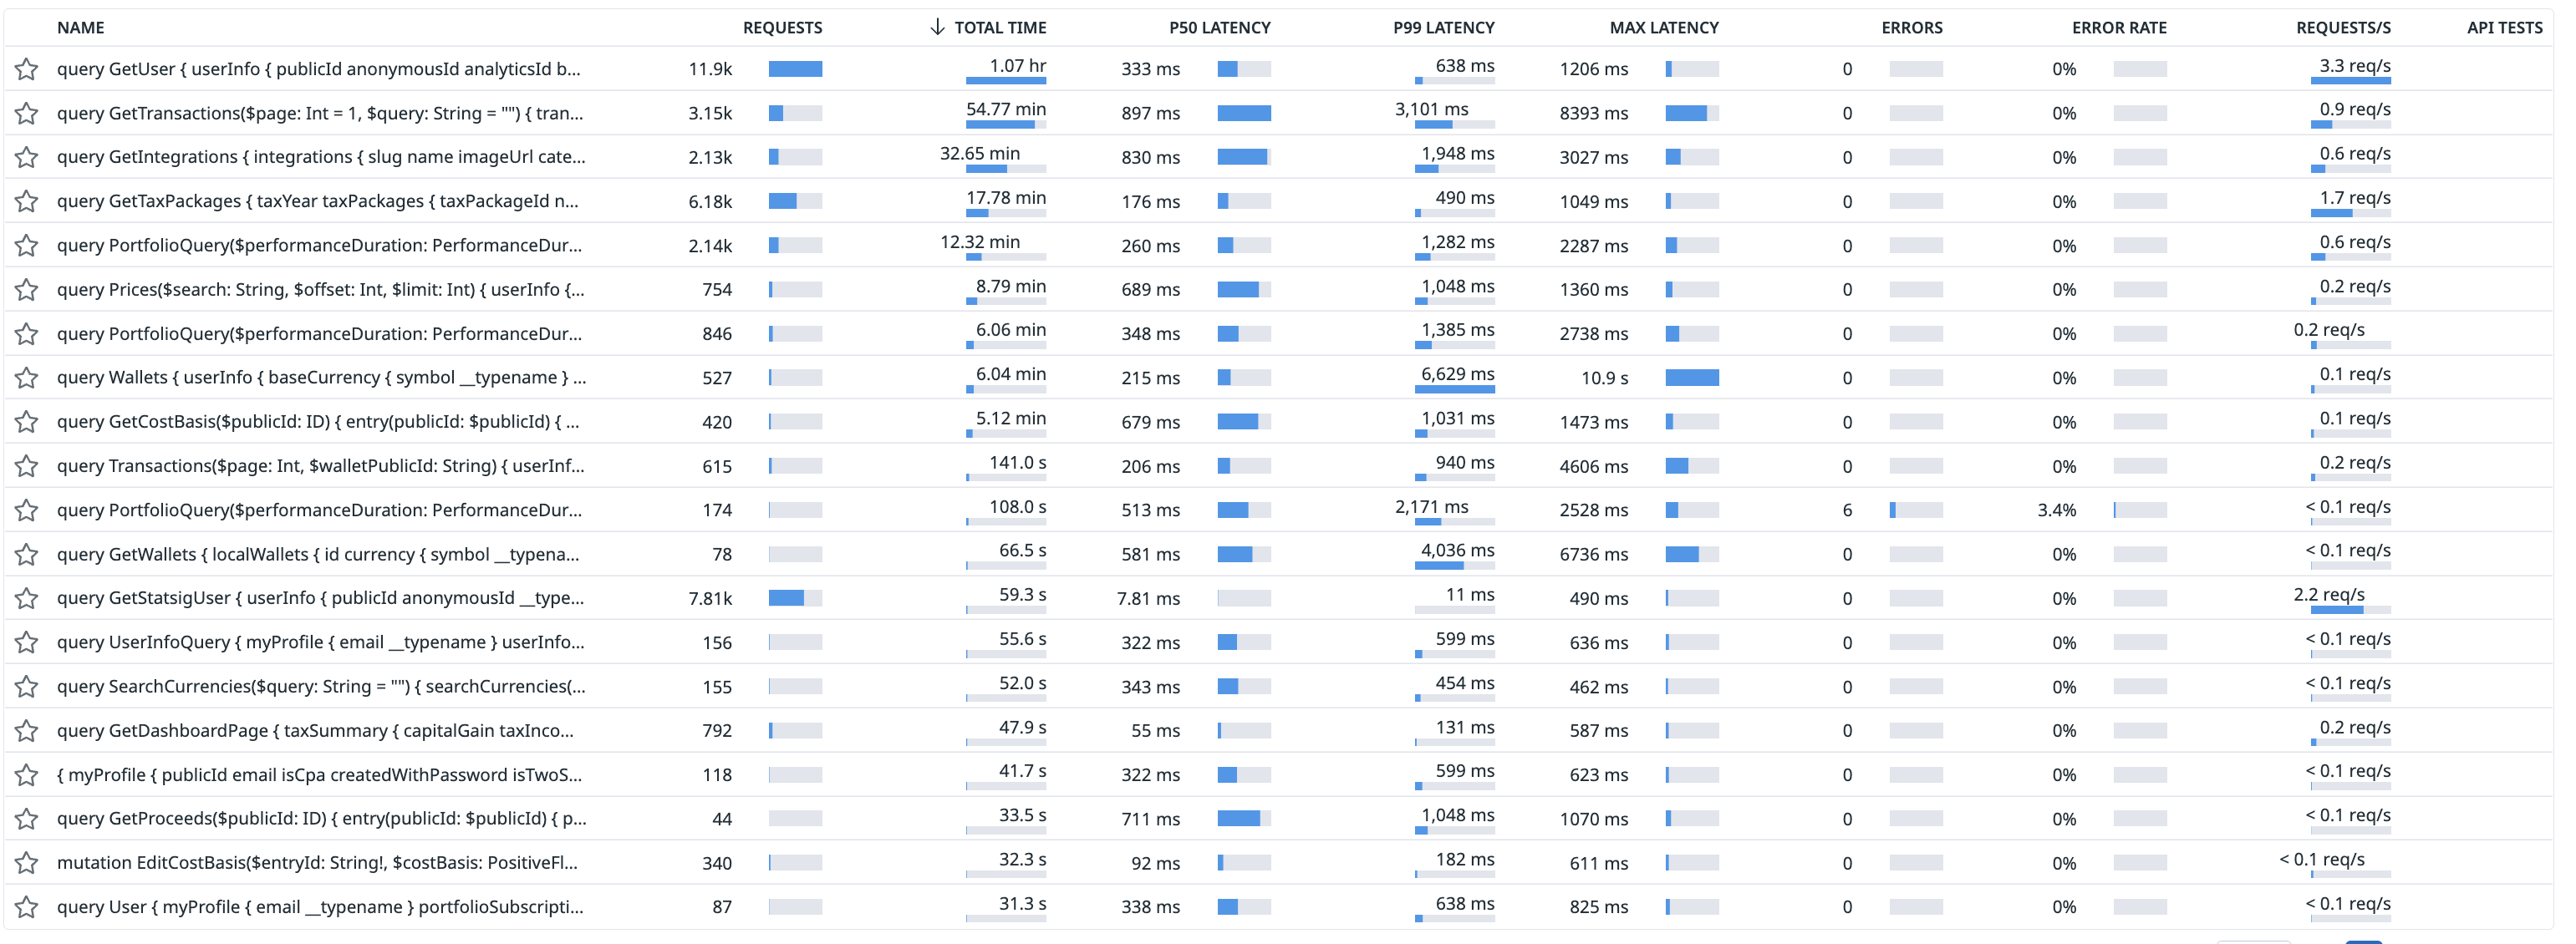 NAME REQUESTS ↓ TOTAL TIME P50 LATENCY P99 LATENCY MAX LATENCY ERRORS ERROR RATE REQUESTS/S API TESTS
query GetUser { userInfo { publicId anonymousId analyticsId b... 11.9k 1.07 hr 333 ms 638 ms 1206 ms 0 0% 3.3 req/s
query GetTransactions($page: Int = 1, $query: String = "") { tran... 3.15k 54.77 min 897 ms 3,101 ms 8393 ms 0 0% 0.9 req/s
query GetIntegrations { integrations { slug name imageUrl cate... 2.13k 32.65 min 830 ms 1,948 ms 3027 ms 0 0% 0.6 req/s
query GetTaxPackages { taxYear taxPackages { taxPackageId n... 6.18k 17.78 min 176 ms 490 ms 1049 ms 0 0% 1.7 req/s
query PortfolioQuery($performanceDuration: PerformanceDur... 2.14k 12.32 min 260 ms 1,282 ms 2287 ms 0 0% 0.6 req/s
query Prices($search: String, $offset: Int, $limit: Int) { userInfo {... 754 8.79 min 689 ms 1,048 ms 1360 ms 0 0% 0.2 req/s
query PortfolioQuery($performanceDuration: PerformanceDur... 846 6.06 min 348 ms 1,385 ms 2738 ms 0 0% 0.2 req/s
query Wallets { userInfo { baseCurrency { symbol __typename } ... 527 6.04 min 215 ms 6,629 ms 10.9 s 0 0% 0.1 req/s
query GetCostBasis($publicId: ID) { entry(publicId: $publicId) { ... 420 5.12 min 679 ms 1,031 ms 1473 ms 0 0% 0.1 req/s
query Transactions($page: Int, $walletPublicId: String) { userInf... 615 141.0 s 206 ms 940 ms 4606 ms 0 0% 0.2 req/s
query PortfolioQuery($performanceDuration: PerformanceDur... 174 108.0 s 513 ms 2,171 ms 2528 ms 6 3.4% < 0.1 req/s
query GetWallets { localWallets { id currency { symbol __typena... 78 66.5 s 581 ms 4,036 ms 6736 ms 0 0% < 0.1 req/s
query GetStatsigUser { userInfo { publicId anonymousId __type... 7.81k 59.3 s 7.81 ms 11 ms 490 ms 0 0% 2.2 req/s
query UserInfoQuery { myProfile { email __typename } userInfo... 156 55.6 s 322 ms 599 ms 636 ms 0 0% < 0.1 req/s
query SearchCurrencies($query: String = "") { searchCurrencies(... 155 52.0 s 343 ms 454 ms 462 ms 0 0% < 0.1 req/s
query GetDashboardPage { taxSummary { capitalGain taxInco... 792 47.9 s 55 ms 131 ms 587 ms 0 0% 0.2 req/s
{ myProfile { publicId email isCpa createdWithPassword isTwoS... 118 41.7 s 322 ms 599 ms 623 ms 0 0% < 0.1 req/s
query GetProceeds($publicId: ID) { entry(publicId: $publicId) { p... 44 33.5 s 711 ms 1,048 ms 1070 ms 0 0% < 0.1 req/s
mutation EditCostBasis($entryId: String!, $costBasis: PositiveFl... 340 32.3 s 92 ms 182 ms 611 ms 0 0% < 0.1 req/s
query User { myProfile { email __typename } portfolioSubscripti... 87 31.3 s 338 ms 638 ms 825 ms 0 0% < 0.1 req/s